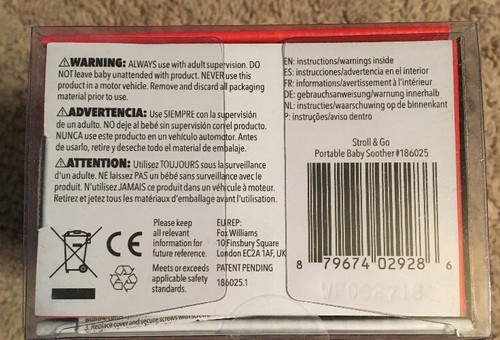 ⚠WARNING: ALWAYS use with adult supervision. DO
NOT leave baby unattended with product. NEVER use this
product in a motor vehicle. Remove and discard all packaging
material prior to use.
⚠ADVERTENCIA: Use SIEMPRE con la supervisión
de un adulto. NO deje al bebé sin supervisión con el producto.
NUNCA use este producto en un vehículo automotor. Antes
de usarlo, retire y deseche todo el material de embalaje.
⚠ATTENTION: Utilisez TOUJOURS sous la surveillance
d'un adulte. NE laissez PAS un bébé sans surveillance avec le
produit. N'utilisez JAMAIS ce produit dans un véhicule à moteur.
Retirez et jetez tous les matériaux d'emballage avant l'utilisation.
EN: instructions/warnings inside
ES: instrucciones/advertencia en el interior
FR: informations/avertissement à l'intérieur
DE: gebrauchsanweisung/warnung innerhalb
NL: instructies/waarschuwing op de binnenkant
P: instruções/aviso dentro
Stroll & Go
Portable Baby Soother #186025
8 79674 02928 6
CE
Please keep
all relevant
information for
future reference.
Meets or exceeds
applicable safety
standards.
EU REP:
Fox Williams
10 Finsbury Square
London EC2A 1AF, UK
PATENT PENDING
186025.1
3. Replace cover and secure screws with screw